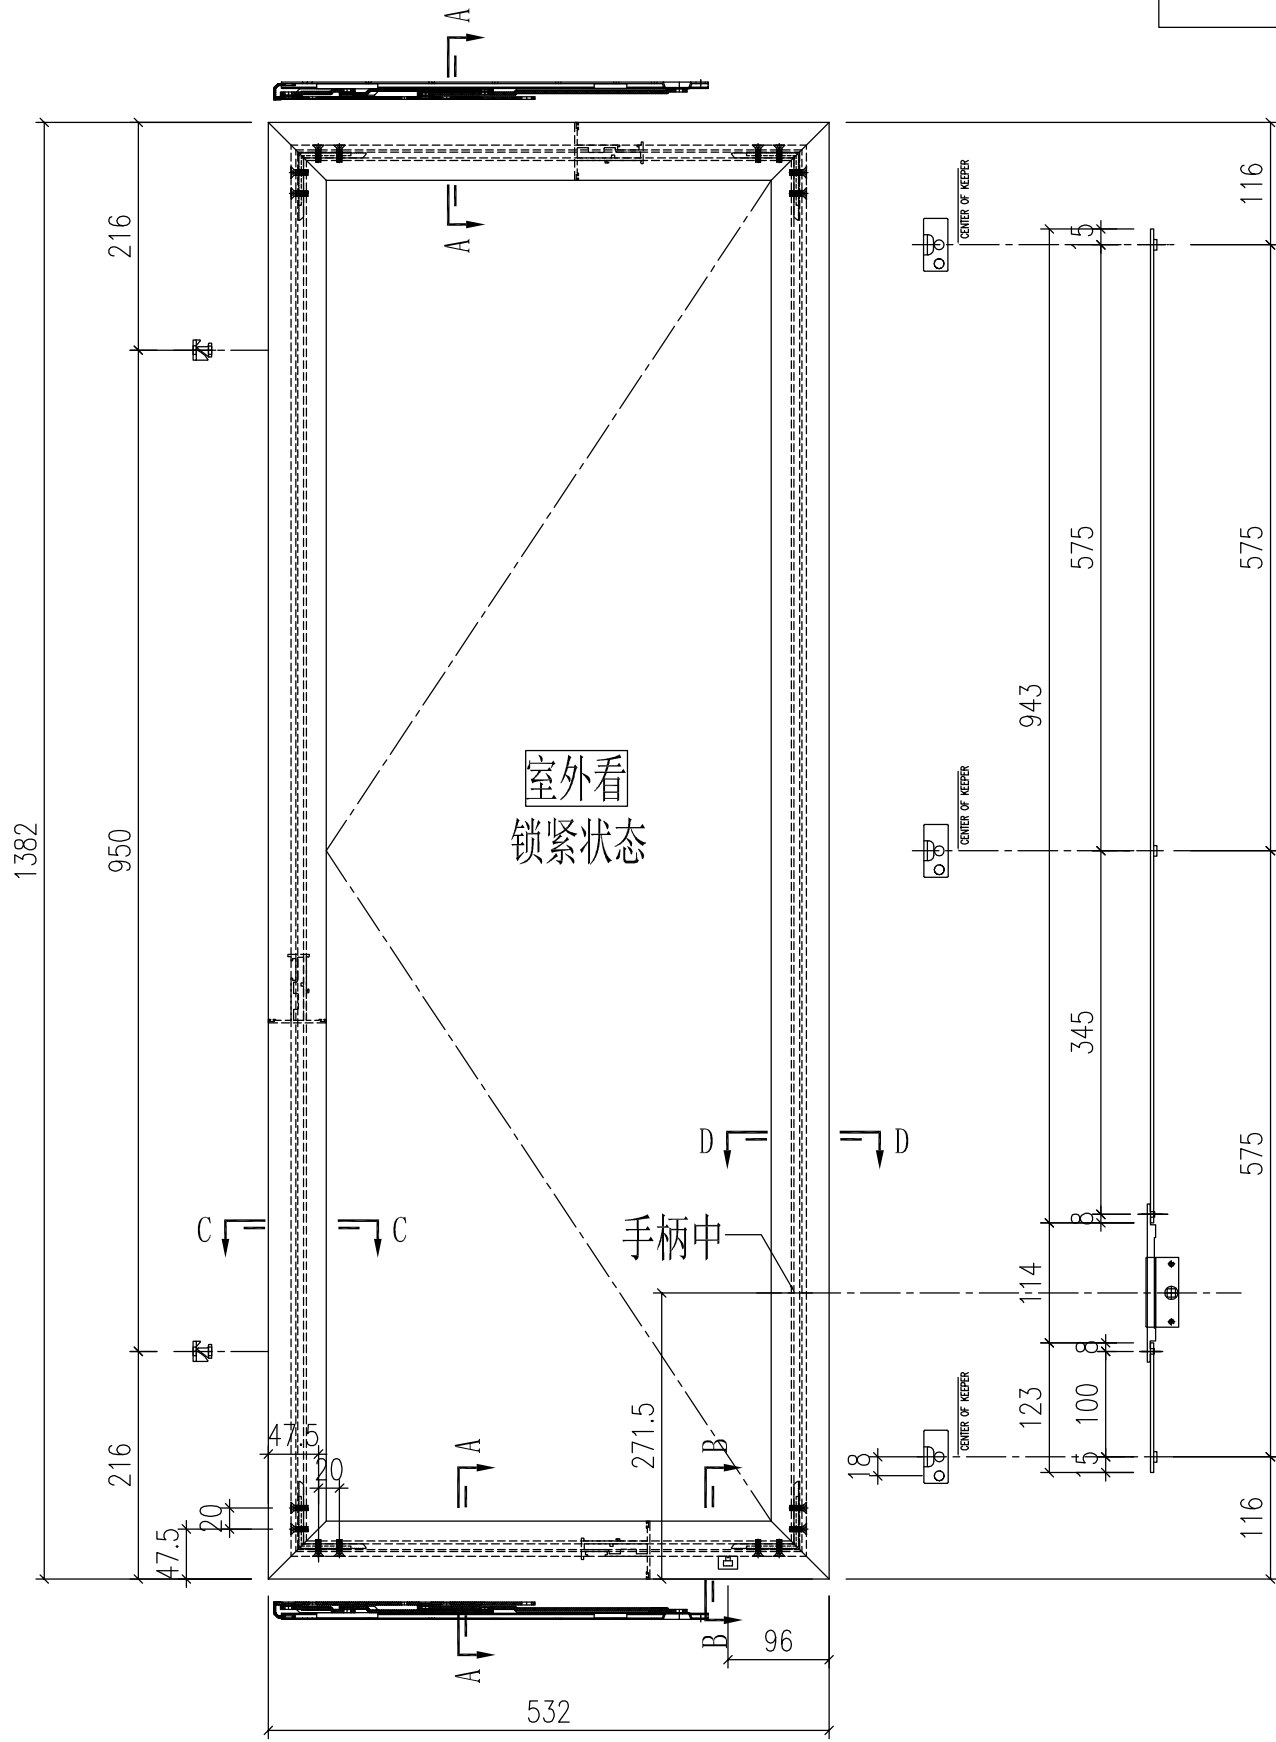 A
A
116
216
15
CENTER OF KEEPER
575
575
943
室外看
锁紧状态
CENTER OF KEEPER
1382
950
345
D
D
575
8
C
C
手柄中
114
8
123
100
CENTER OF KEEPER
271.5
47.5
A
B
216
20
18
15
20
116
47.5
B
96
A
532